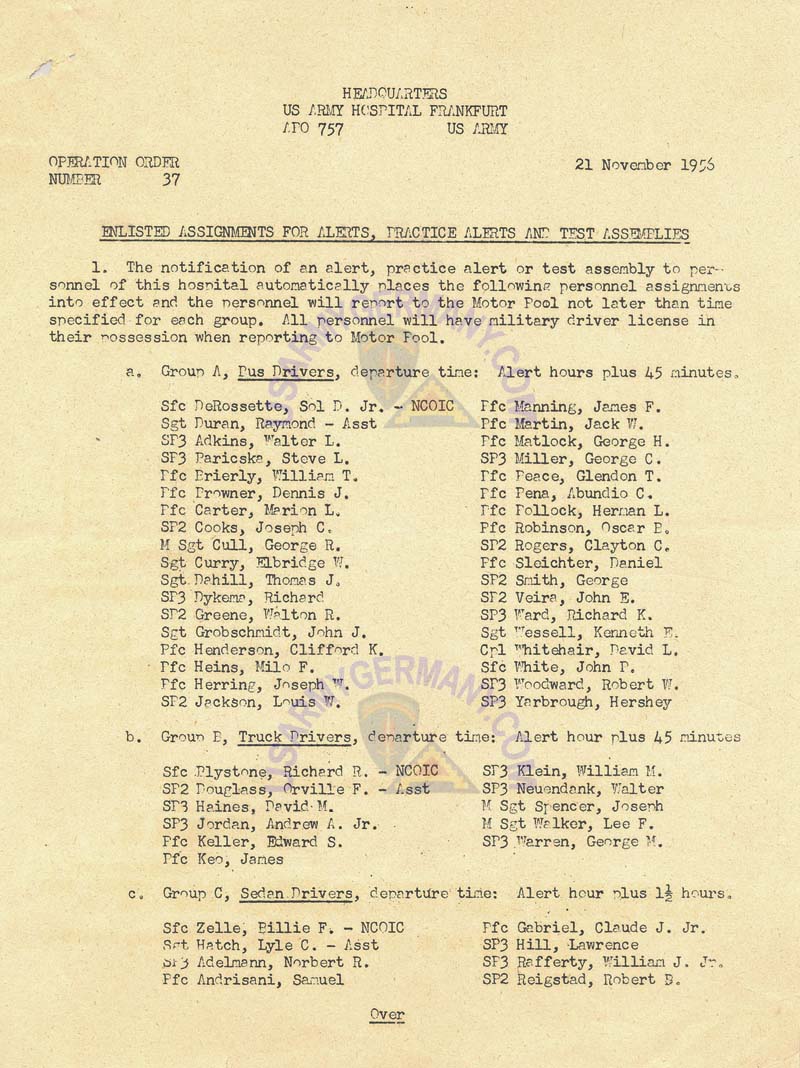 HEADQUARTERS
US ARMY HOSPITAL FRANKFURT
APO 757 US ARMY
OPERATION ORDER
NUMBER 37
21 November 1956
ENLISTED ASSIGNMENTS FOR ALERTS, PRACTICE ALERTS AND TEST ASSEMBLIES
1. The notification of an alert, practice alert or test assembly to per-
sonnel of this hospital automatically places the following personnel assignments
into effect and the personnel will report to the Motor Pool not later than time
specified for each group. All personnel will have military driver license in
their possession when reporting to Motor Pool.
a. Group A, Bus Drivers, departure time: Alert hours plus 45 minutes.
Sfc DeRossette, Sol D. Jr. - NCOIC
Sgt Duran, Raymond - Asst
SP3 Adkins, Walter L.
SP3 Paricska, Steve L.
Pfc Brierly, William T.
Pfc Browner, Dennis J.
Pfc Carter, Marion L.
SP2 Cooks, Joseph C.
M Sgt Cull, George R.
Sgt Curry, Elbridge W.
Sgt Dahill, Thomas J.
SP3 Dykema, Richard
SP2 Greene, Walton R.
Sgt Grobschmidt, John J.
Pfc Henderson, Clifford K.
Pfc Heins, Milo F.
Pfc Herring, Joseph W.
SP2 Jackson, Louis W.
Pfc Manning, James F.
Pfc Martin, Jack W.
Pfc Matlock, George H.
SP3 Miller, George C.
Pfc Peace, Glendon T.
Pfc Pena, Abundio C.
Pfc Pollock, Herman L.
Pfc Robinson, Oscar B.
SP2 Rogers, Clayton C.
Pfc Sleichter, Daniel
SP2 Smith, George
SP2 Veira, John E.
SP3 Ward, Richard K.
Sgt Wessell, Kenneth E.
Cpl Whitehair, David L.
Sfc White, John P.
SP3 Woodward, Robert W.
SP3 Yarbrough, Hershey
b. Group B, Truck Drivers, departure time: Alert hour plus 45 minutes
Sfc Blystone, Richard R. - NCOIC
SP2 Douglass, Orville F. - Asst
SP3 Haines, David M.
SP3 Jordan, Andrew A. Jr.
Pfc Keller, Edward S.
Pfc Keo, James
SP3 Klein, William M.
SP3 Neuendank, Walter
M Sgt Spencer, Joseph
M Sgt Walker, Lee F.
SP3 Warren, George M.
c. Group C, Sedan Drivers, departure time: Alert hour plus 1½ hours.
Sfc Zelle, Billie F. - NCOIC
Sgt Hatch, Lyle C. - Asst
SP3 Adelmann, Norbert R.
Pfc Andrisani, Samuel
Pfc Gabriel, Claude J. Jr.
SP3 Hill, Lawrence
SP3 Rafferty, William J. Jr.
SP2 Reigstad, Robert B.
Over
USARMYGERMANY.COM
USARMYGERMANY.COM